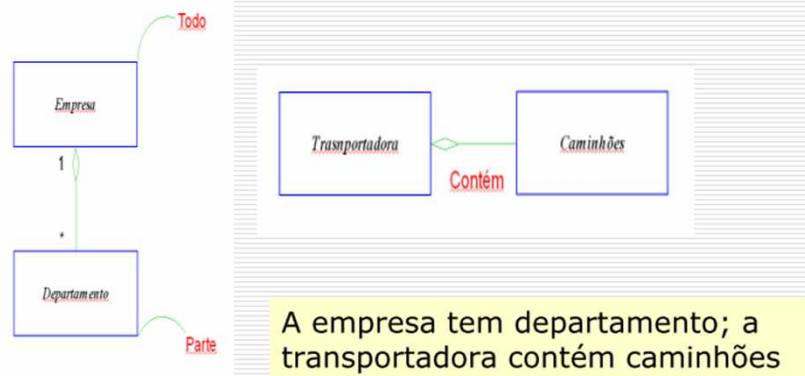 Todo
Empresa
1
*
Departamento
Parte
Trasnportadora
Contém
Caminhões
A empresa tem departamento; a
transportadora contém caminhões